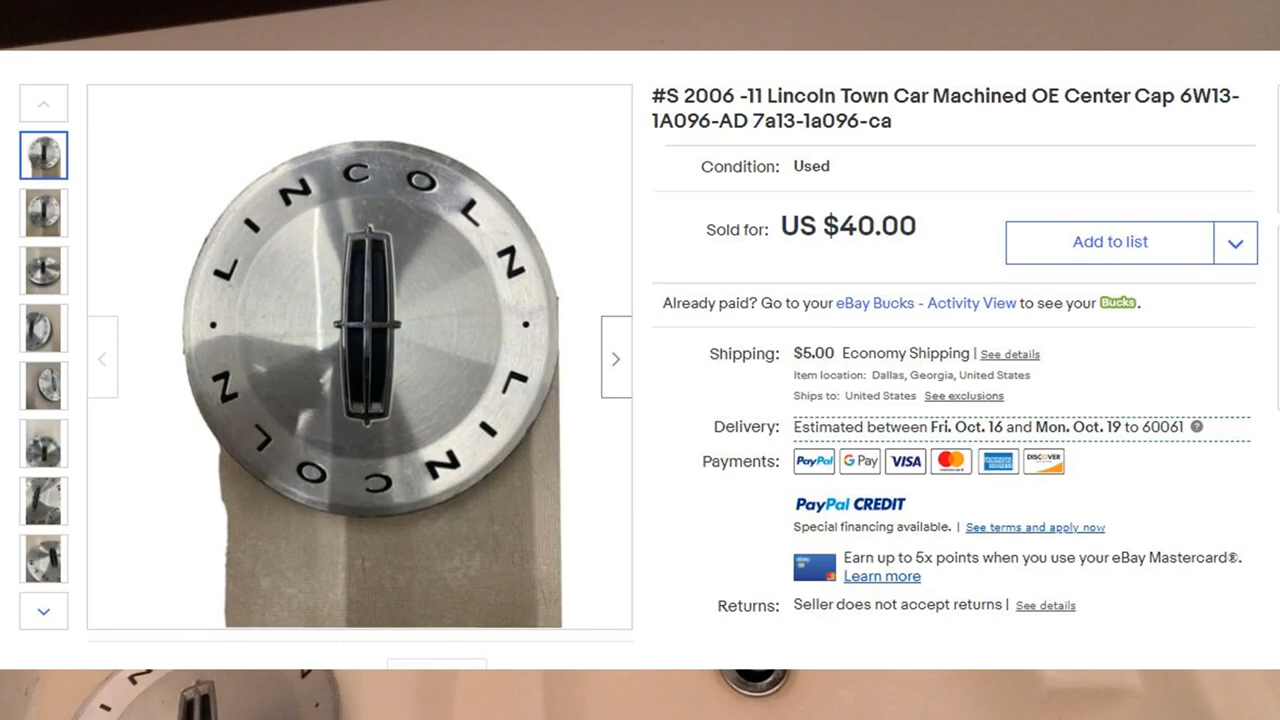 #S 2006 -11 Lincoln Town Car Machined OE Center Cap 6W13-
1A096-AD 7a13-1a096-ca
Condition: Used
Sold for: US $40.00
Add to list
Already paid? Go to your eBay Bucks - Activity View to see your Bucks.
Shipping: $5.00 Economy Shipping | See details
Item location: Dallas, Georgia, United States
Ships to: United States See exclusions
Delivery: Estimated between Fri. Oct. 16 and Mon. Oct. 19 to 60061
Payments: PayPal G Pay VISA MasterCard AMERICAN EXPRESS DISCOVER
PayPal CREDIT
Special financing available. | See terms and apply now
Earn up to 5x points when you use your eBay Mastercard®.
Learn more
Returns: Seller does not accept returns | See details
LINCOLN • LINCOLN •